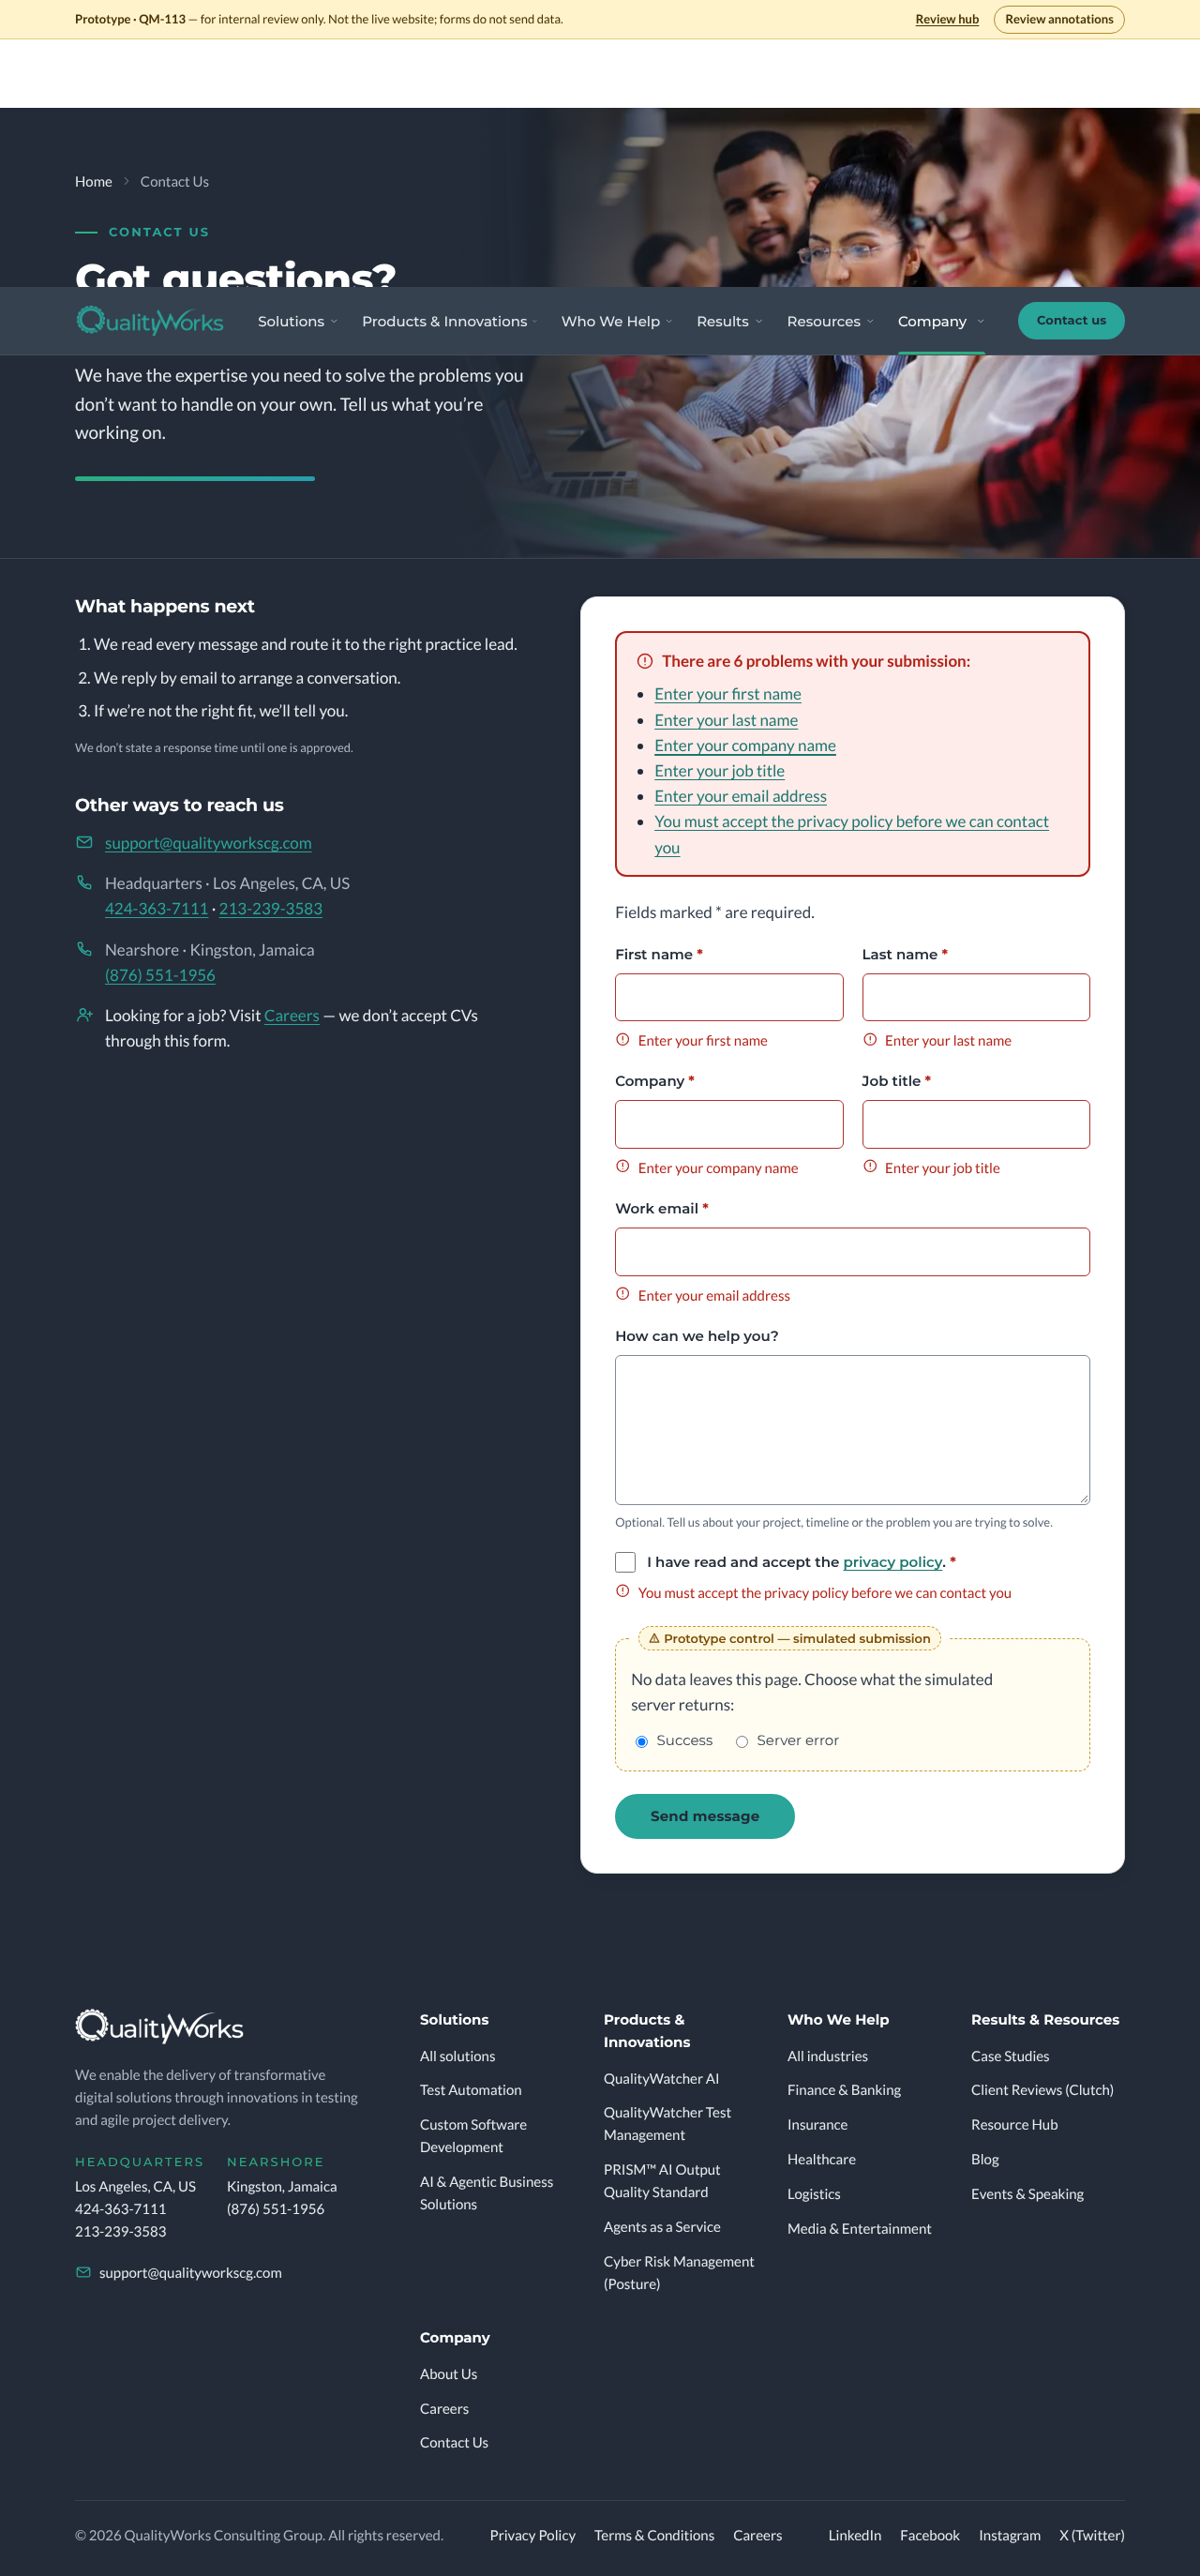 Prototype · QM-113 — for internal review only. Not the live website; forms do not send data.
Review hub
Review annotations
Home > Contact Us
CONTACT US
Got questions?
QualityWorks
Solutions
Products & Innovations
Who We Help
Results
Resources
Company
Contact us
We have the expertise you need to solve the problems you
don’t want to handle on your own. Tell us what you’re
working on.
What happens next
1. We read every message and route it to the right practice lead.
2. We reply by email to arrange a conversation.
3. If we’re not the right fit, we’ll tell you.
We don’t state a response time until one is approved.
Other ways to reach us
support@qualityworkscg.com
Headquarters · Los Angeles, CA, US
424-363-7111 · 213-239-3583
Nearshore · Kingston, Jamaica
(876) 551-1956
Looking for a job? Visit Careers — we don’t accept CVs
through this form.
There are 6 problems with your submission:
Enter your first name
Enter your last name
Enter your company name
Enter your job title
Enter your email address
You must accept the privacy policy before we can contact
you
Fields marked * are required.
First name *
Last name *
Enter your first name
Enter your last name
Company *
Job title *
Enter your company name
Enter your job title
Work email *
Enter your email address
How can we help you?
Optional. Tell us about your project, timeline or the problem you are trying to solve.
I have read and accept the privacy policy. *
You must accept the privacy policy before we can contact you
Prototype control — simulated submission
No data leaves this page. Choose what the simulated
server returns:
Success
Server error
Send message
QualityWorks
We enable the delivery of transformative
digital solutions through innovations in testing
and agile project delivery.
HEADQUARTERS
Los Angeles, CA, US
424-363-7111
213-239-3583
NEARSHORE
Kingston, Jamaica
(876) 551-1956
support@qualityworkscg.com
Solutions
All solutions
Test Automation
Custom Software
Development
AI & Agentic Business
Solutions
Products &
Innovations
QualityWatcher AI
QualityWatcher Test
Management
PRISM™ AI Output
Quality Standard
Agents as a Service
Cyber Risk Management
(Posture)
Who We Help
All industries
Finance & Banking
Insurance
Healthcare
Logistics
Media & Entertainment
Results & Resources
Case Studies
Client Reviews (Clutch)
Resource Hub
Blog
Events & Speaking
Company
About Us
Careers
Contact Us
© 2026 QualityWorks Consulting Group. All rights reserved.
Privacy Policy
Terms & Conditions
Careers
LinkedIn
Facebook
Instagram
X (Twitter)